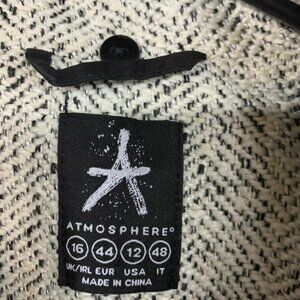 ATMOSPHERE®
16 44 12 48
UK/IRL EUR USA IT
MADE IN CHINA